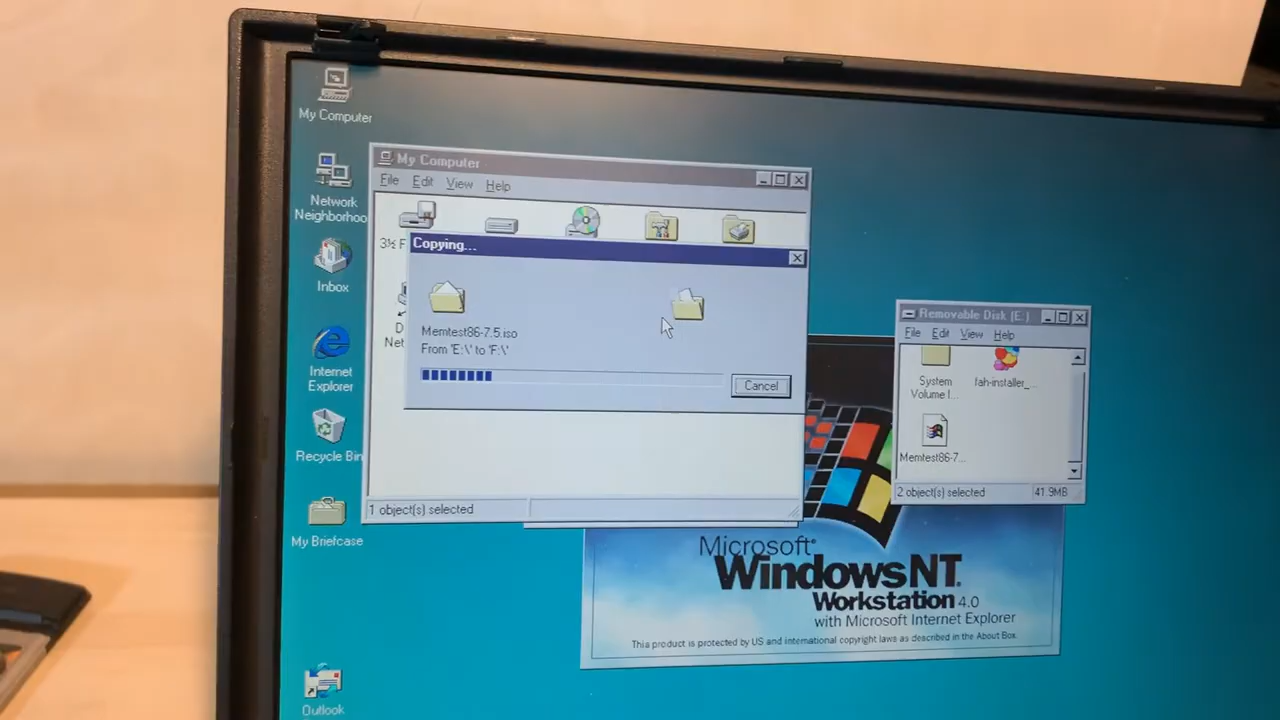 My Computer
Network
Neighborhoo
Inbox
Internet
Explorer
Recycle Bin
My Briefcase
Outlook
My Computer
File Edit View Help
3½ F
D
Net
1 object(s) selected
Copying...
Memtest86-7.5.iso
From 'E:\' to 'F:\'
Cancel
Removable Disk (E:)
File Edit View Help
System
Volume I...
fah-installer_...
Memtest86-7...
2 object(s) selected 41.9MB
Microsoft®
Windows NT®
Workstation 4.0
with Microsoft Internet Explorer
This product is protected by US and international copyright laws as described in the About Box.